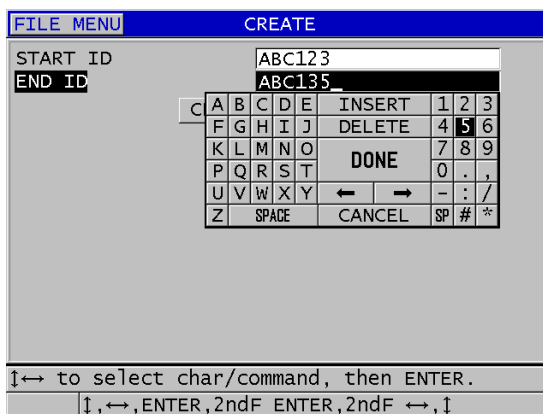 FILE MENU CREATE
START ID ABC123
END ID ABC135_
A B C D E INSERT 1 2 3
F G H I J DELETE 4 5 6
K L M N O DONE 7 8 9
P Q R S T 0 . ,
U V W X Y ← → - : /
Z SPACE CANCEL SP # *
↕↔ to select char/command, then ENTER.
↕,↔,ENTER,2ndF ENTER,2ndF ↔,↕